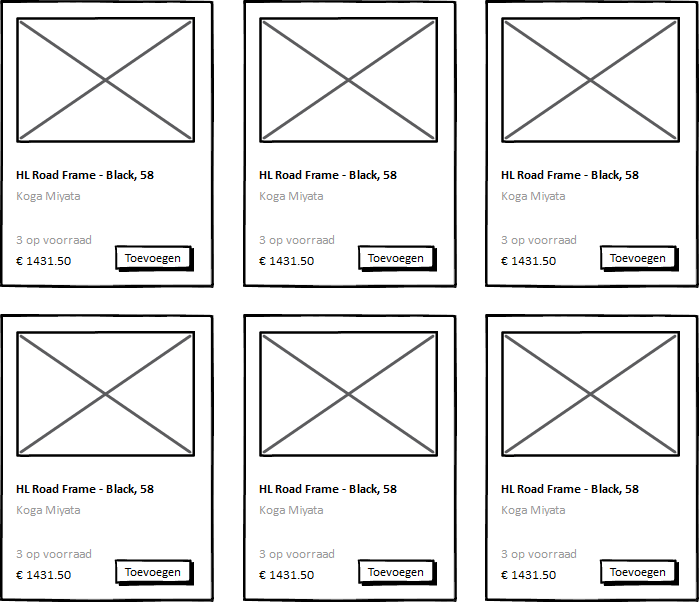 HL Road Frame - Black, 58
Koga Miyata
3 op voorraad
€ 1431.50
Toevoegen
HL Road Frame - Black, 58
Koga Miyata
3 op voorraad
€ 1431.50
Toevoegen
HL Road Frame - Black, 58
Koga Miyata
3 op voorraad
€ 1431.50
Toevoegen
HL Road Frame - Black, 58
Koga Miyata
3 op voorraad
€ 1431.50
Toevoegen
HL Road Frame - Black, 58
Koga Miyata
3 op voorraad
€ 1431.50
Toevoegen
HL Road Frame - Black, 58
Koga Miyata
3 op voorraad
€ 1431.50
Toevoegen